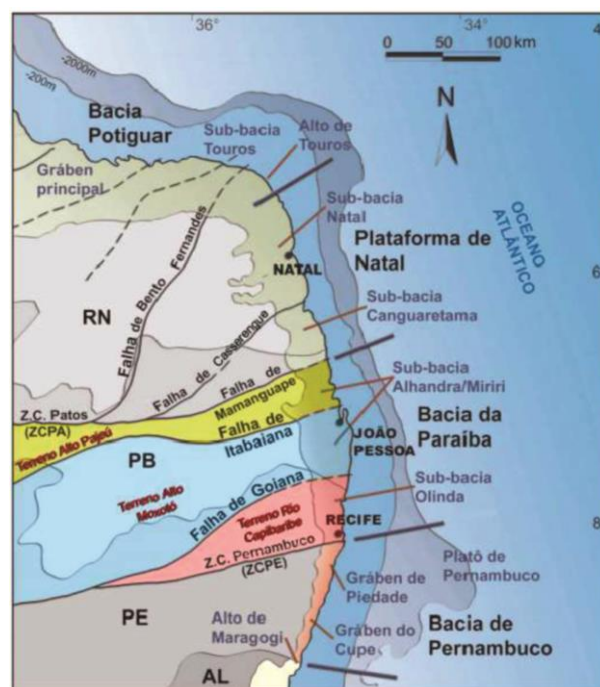 36°
34°
4
0
50
100 km
-2000m
-200m
N
Bacia
Potiguar
Sub-bacia
Touros
Alto de
Touros
Gráben
principal
Sub-bacia
Natal
OCEANO
ATLÂNTICO
Falha de Bento Fernandes
NATAL
Plataforma de
Natal
6
RN
Sub-bacia
Canguaretama
Falha de Casserengue
Falha de
Mamanguape
Sub-bacia
Alhandra/Miriri
Z.C. Patos
(ZCPA)
Falha de
Itabaiana
Bacia da
Paraíba
Terreno Alto Pajeú
JOÃO
PESSOA
PB
Terreno Alto
Moxotó
Falha de Goiana
Sub-bacia
Olinda
Terreno Rio
Capibaribe
RECIFE
8
Z.C. Pernambuco
(ZCPE)
Platô de
Pernambuco
Gráben de
Piedade
PE
Alto de
Maragogi
Gráben do
Cupe
Bacia de
Pernambuco
AL